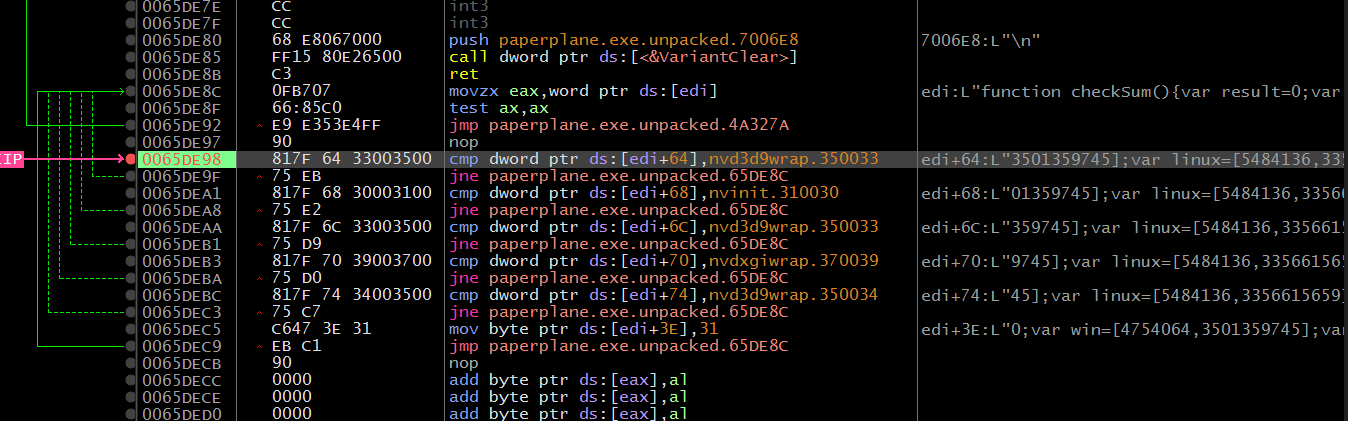 0065DE7E CC int3
0065DE7F CC int3
0065DE80 68 E8067000 push paperplane.exe.unpacked.7006E8 7006E8:L"\n"
0065DE85 FF15 80E26500 call dword ptr ds:[<&VariantClear>]
0065DE8B C3 ret
0065DE8C 0FB707 movzx eax,word ptr ds:[edi] edi:L"function checkSum(){var result=0;var
0065DE8F 66:85C0 test ax,ax
0065DE92 E9 E353E4FF jmp paperplane.exe.unpacked.4A327A
0065DE97 90 nop
IP 0065DE98 817F 64 33003500 cmp dword ptr ds:[edi+64],nvd3d9wrap.350033 edi+64:L"3501359745];var linux=[5484136,335
0065DE9F 75 EB jne paperplane.exe.unpacked.65DE8C
0065DEA1 817F 68 30003100 cmp dword ptr ds:[edi+68],nvinit.310030 edi+68:L"01359745];var linux=[5484136,33566
0065DEA8 75 E2 jne paperplane.exe.unpacked.65DE8C
0065DEAA 817F 6C 33003500 cmp dword ptr ds:[edi+6C],nvd3d9wrap.350033 edi+6C:L"359745];var linux=[5484136,3356615
0065DEB1 75 D9 jne paperplane.exe.unpacked.65DE8C
0065DEB3 817F 70 39003700 cmp dword ptr ds:[edi+70],nvdxgiwrap.370039 edi+70:L"9745];var linux=[5484136,335661565
0065DEBA 75 D0 jne paperplane.exe.unpacked.65DE8C
0065DEBC 817F 74 34003500 cmp dword ptr ds:[edi+74],nvd3d9wrap.350034 edi+74:L"45];var linux=[5484136,3356615659]
0065DEC3 75 C7 jne paperplane.exe.unpacked.65DE8C
0065DEC5 C647 3E 31 mov byte ptr ds:[edi+3E],31 edi+3E:L"0;var win=[4754064,3501359745];var
0065DEC9 EB C1 jmp paperplane.exe.unpacked.65DE8C
0065DECB 90 nop
0065DECC 0000 add byte ptr ds:[eax],al
0065DECE 0000 add byte ptr ds:[eax],al
0065DED0 0000 add byte ptr ds:[eax],al